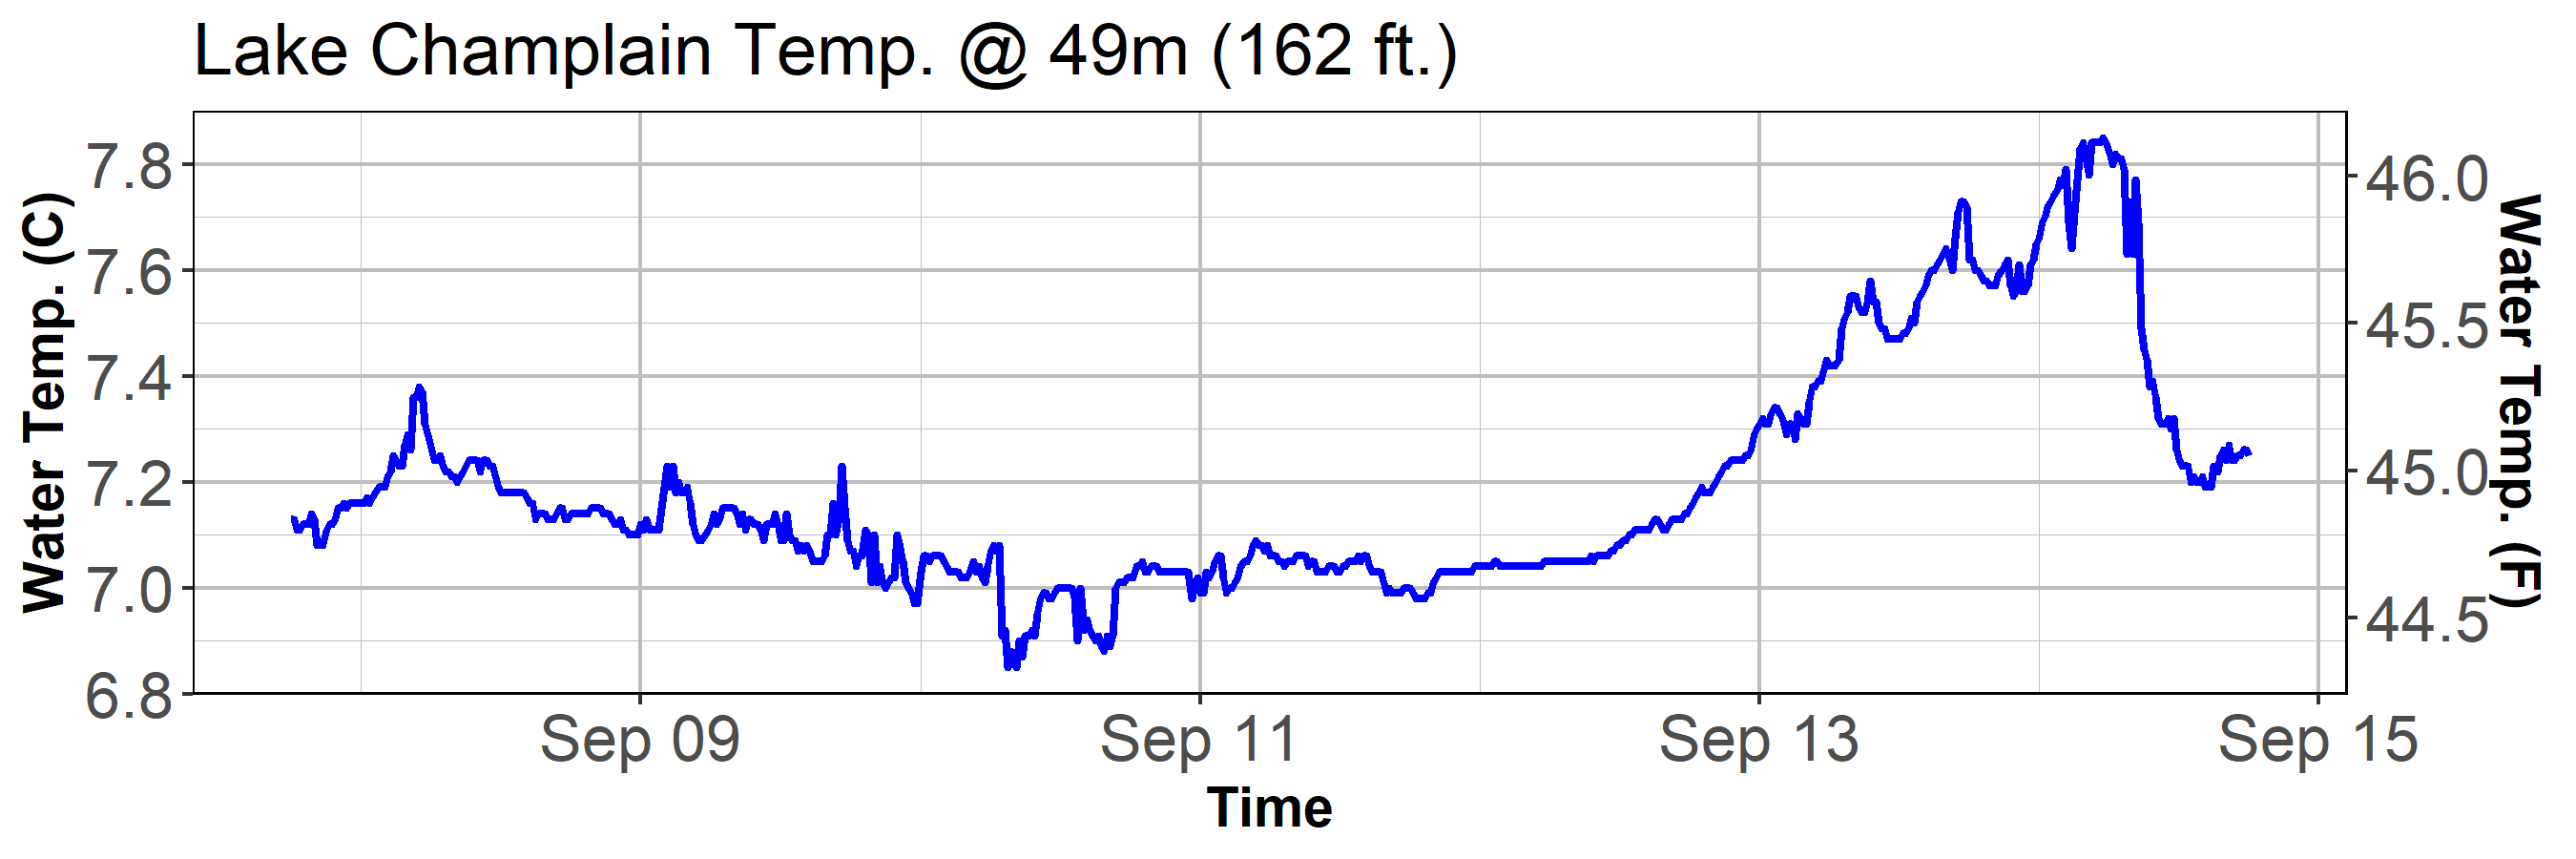 Lake Champlain Temp. @ 49m (162 ft.)
Water Temp. (C)
7.8
7.6
7.4
7.2
7.0
6.8
46.0
45.5
45.0
44.5
Water Temp. (F)
Sep 09 Sep 11 Sep 13 Sep 15
Time